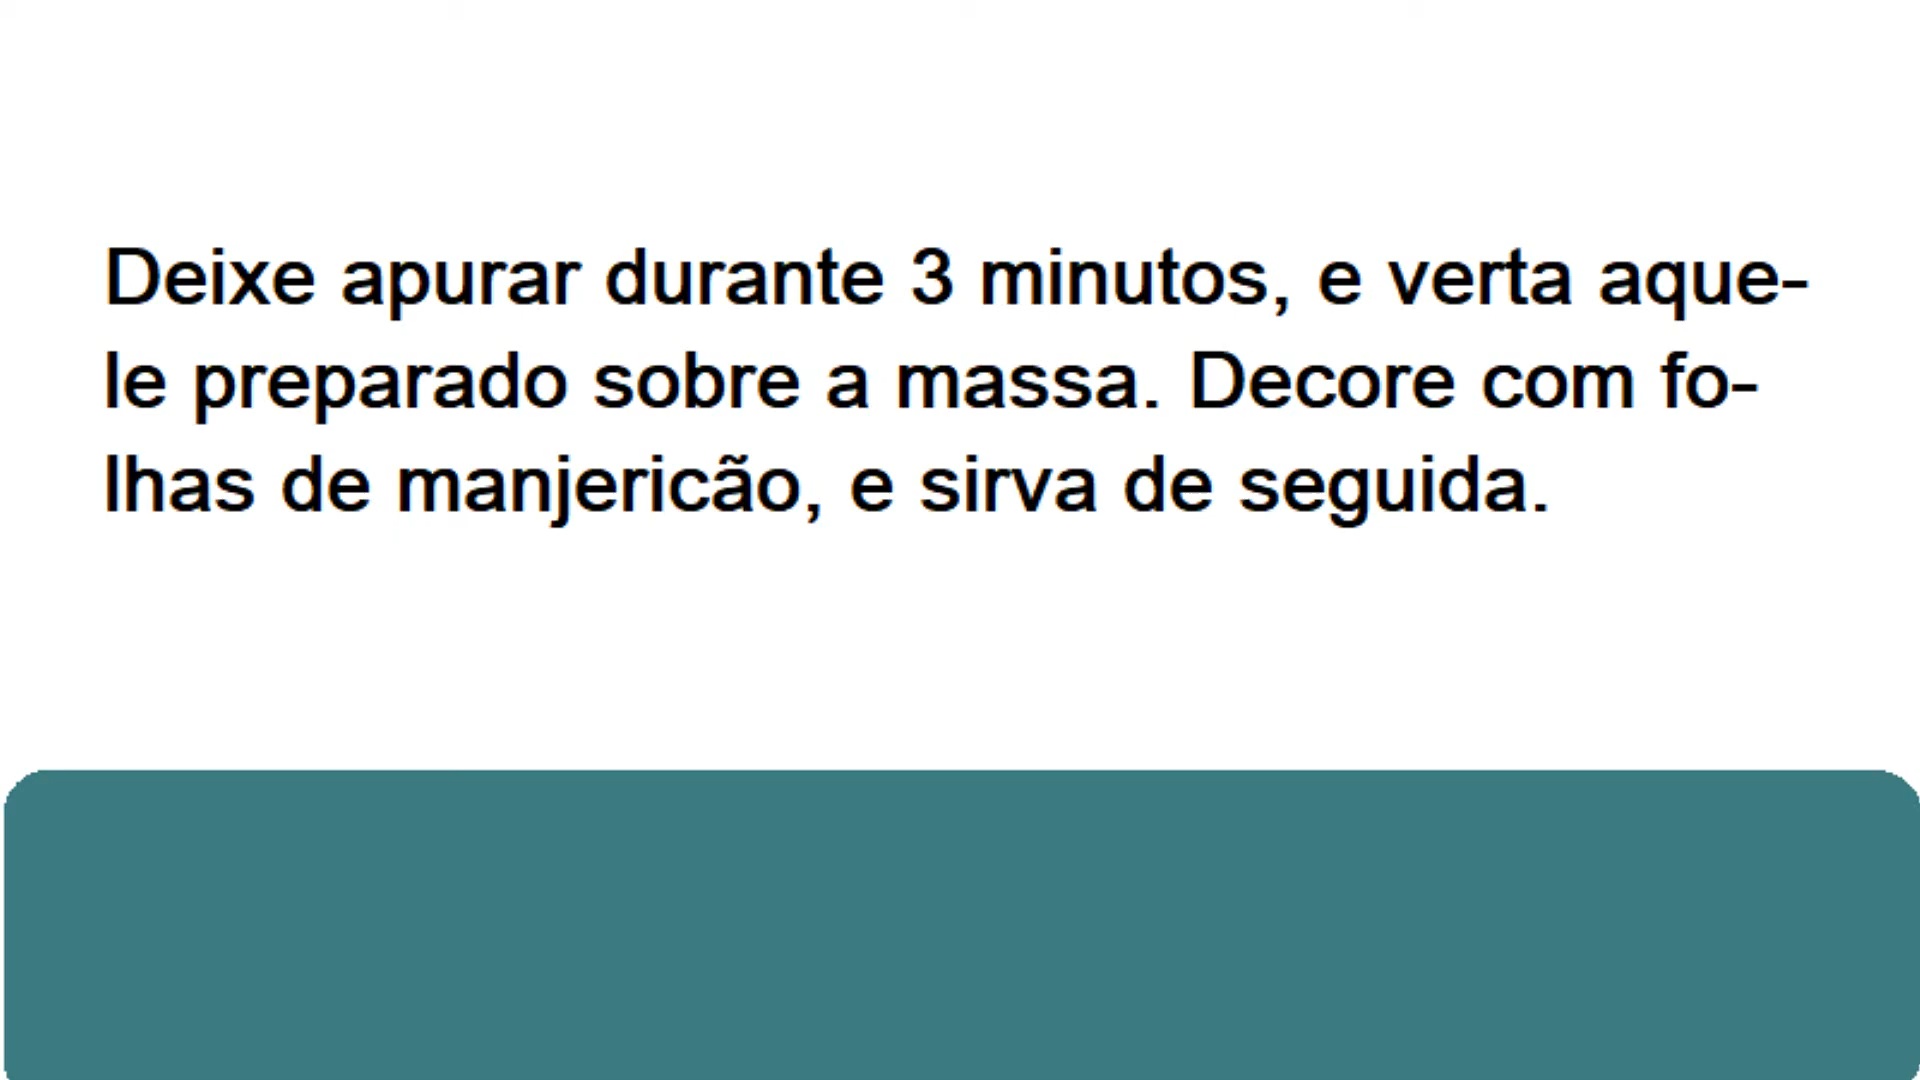 Deixe apurar durante 3 minutos, e verta aque-
le preparado sobre a massa. Decore com fo-
lhas de manjericão, e sirva de seguida.